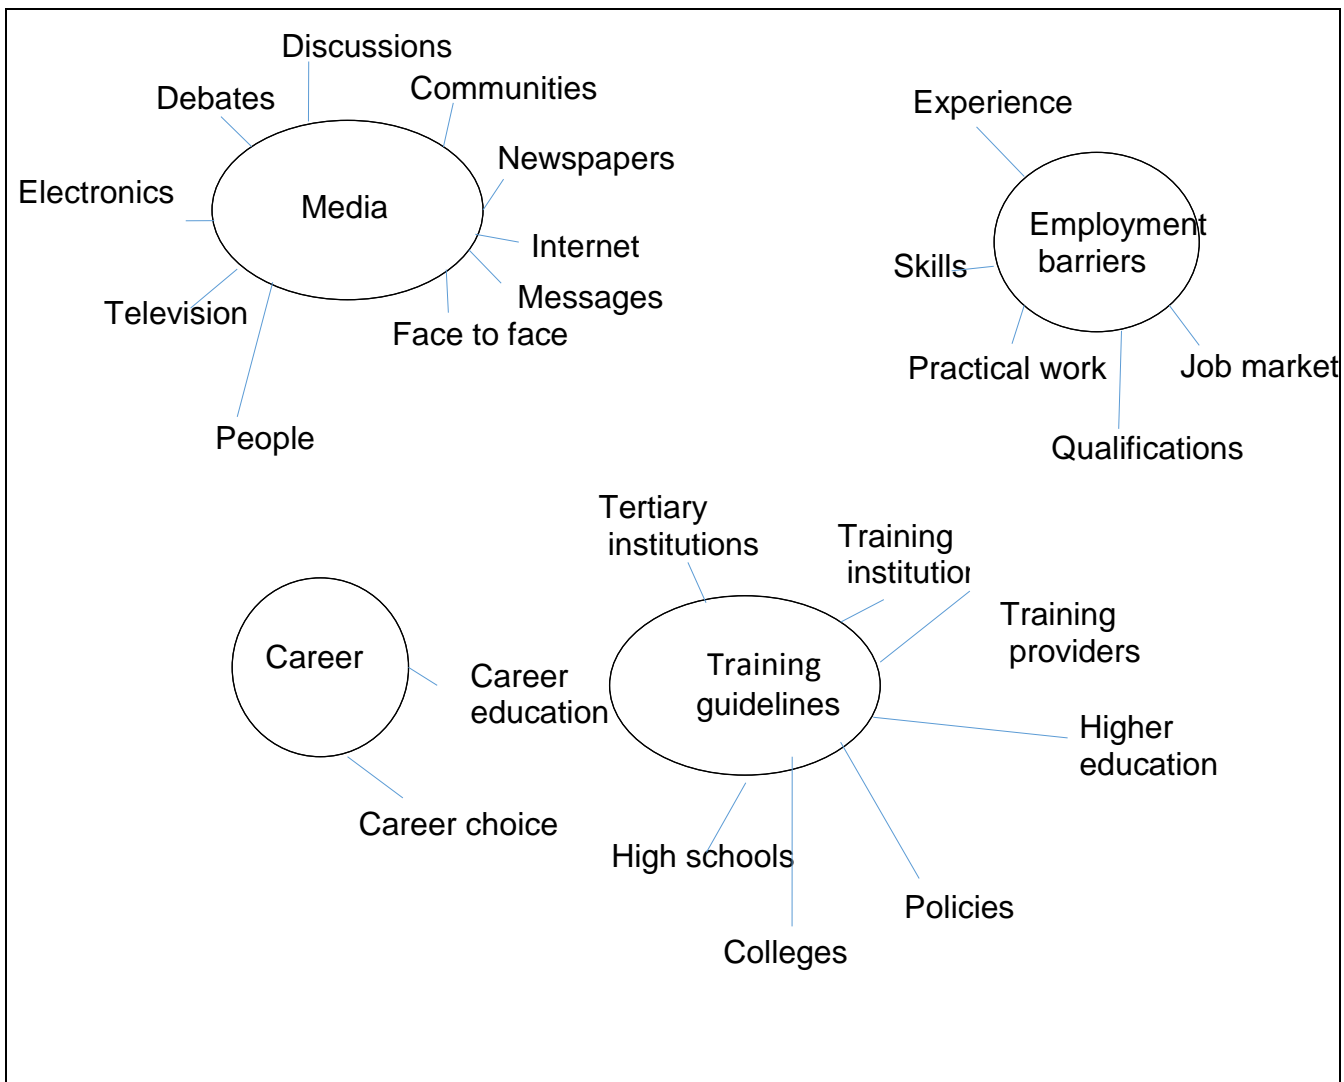 Discussions
Communities
Debates
Newspapers
Electronics
Media
Internet
Messages
Television
Face to face
People
Experience
Employment
barriers
Skills
Practical work
Job market
Qualifications
Tertiary
institutions
Training
institution
Training
providers
Career
Career
education
Career choice
Training
guidelines
Higher
education
High schools
Policies
Colleges